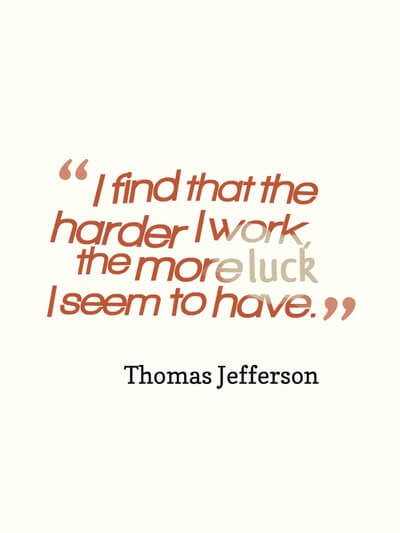 “I find that the
harder I work,
the more luck
I seem to have.”
Thomas Jefferson